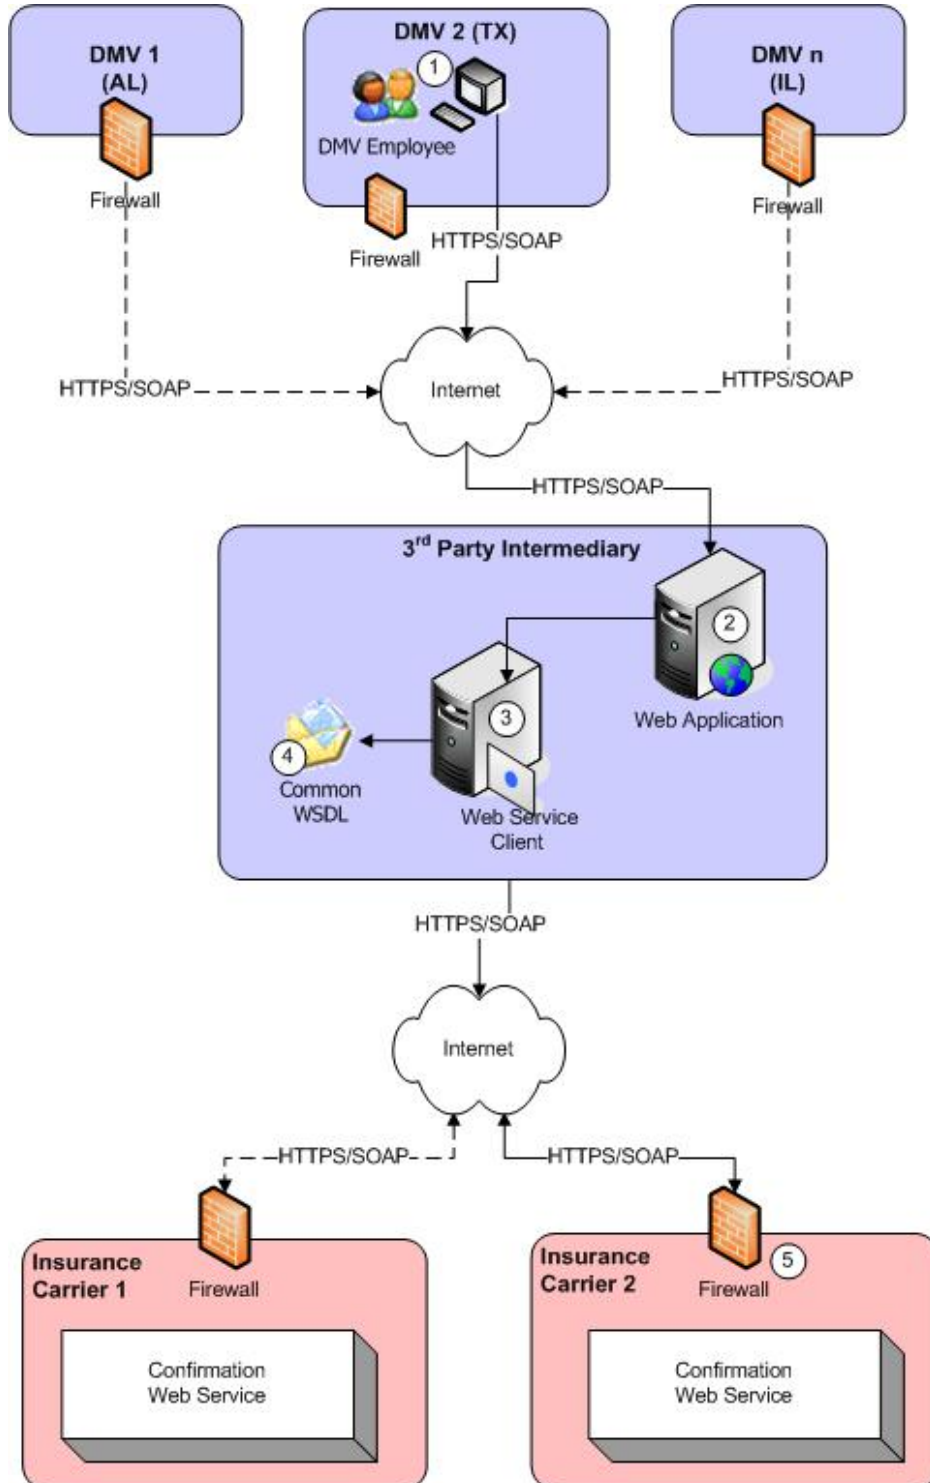 DMV 1
(AL)
Firewall
DMV 2 (TX)
1
DMV Employee
Firewall
DMV n
(IL)
Firewall
HTTPS/SOAP
HTTPS/SOAP
HTTPS/SOAP
Internet
HTTPS/SOAP
3rd Party Intermediary
2
Web Application
3
Web Service
Client
4
Common
WSDL
HTTPS/SOAP
Internet
HTTPS/SOAP
HTTPS/SOAP
Insurance
Carrier 1
Firewall
Confirmation
Web Service
Insurance
Carrier 2
5
Firewall
Confirmation
Web Service